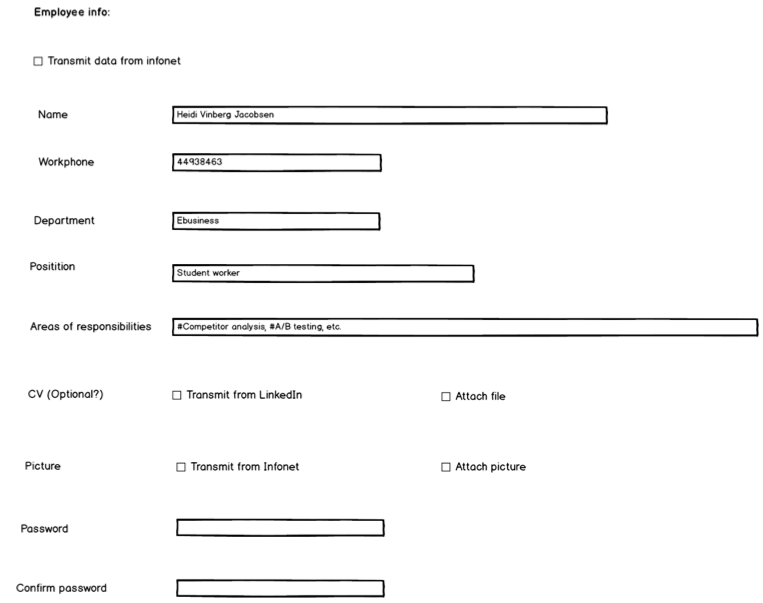 Employee info:
Transmit data from infonet
Name Heidi Vinberg Jacobsen
Workphone 44938463
Department Ebusiness
Positition Student worker
Areas of responsibilities #Competitor analysis, #A/B testing, etc.
CV (Optional?) Transmit from LinkedIn Attach file
Picture Transmit from Infonet Attach picture
Password
Confirm password